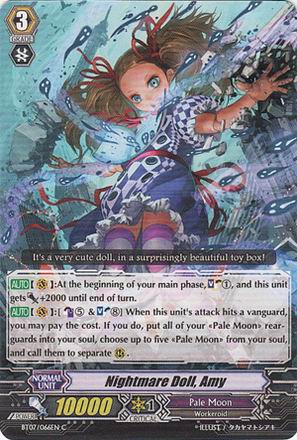 3
GRADE
It's a very cute doll, in a surprisingly beautiful toy box!
AUTO [V]:At the beginning of your main phase, ①, and this unit
gets +2000 until end of turn.
AUTO [V]:[ ⑤ & ⑧] When this unit's attack hits a
vanguard, you may pay the cost. If you do, put all of your «Pale Moon» rear-
guards into your soul, choose up to five «Pale Moon» from your
soul, and call them to separate
NORMAL
UNIT
Nightmare Doll, Amy
POWER
10000
1
Pale Moon
Workeroid
BT07/066EN C
ILLUST / タカヤマトシアキ